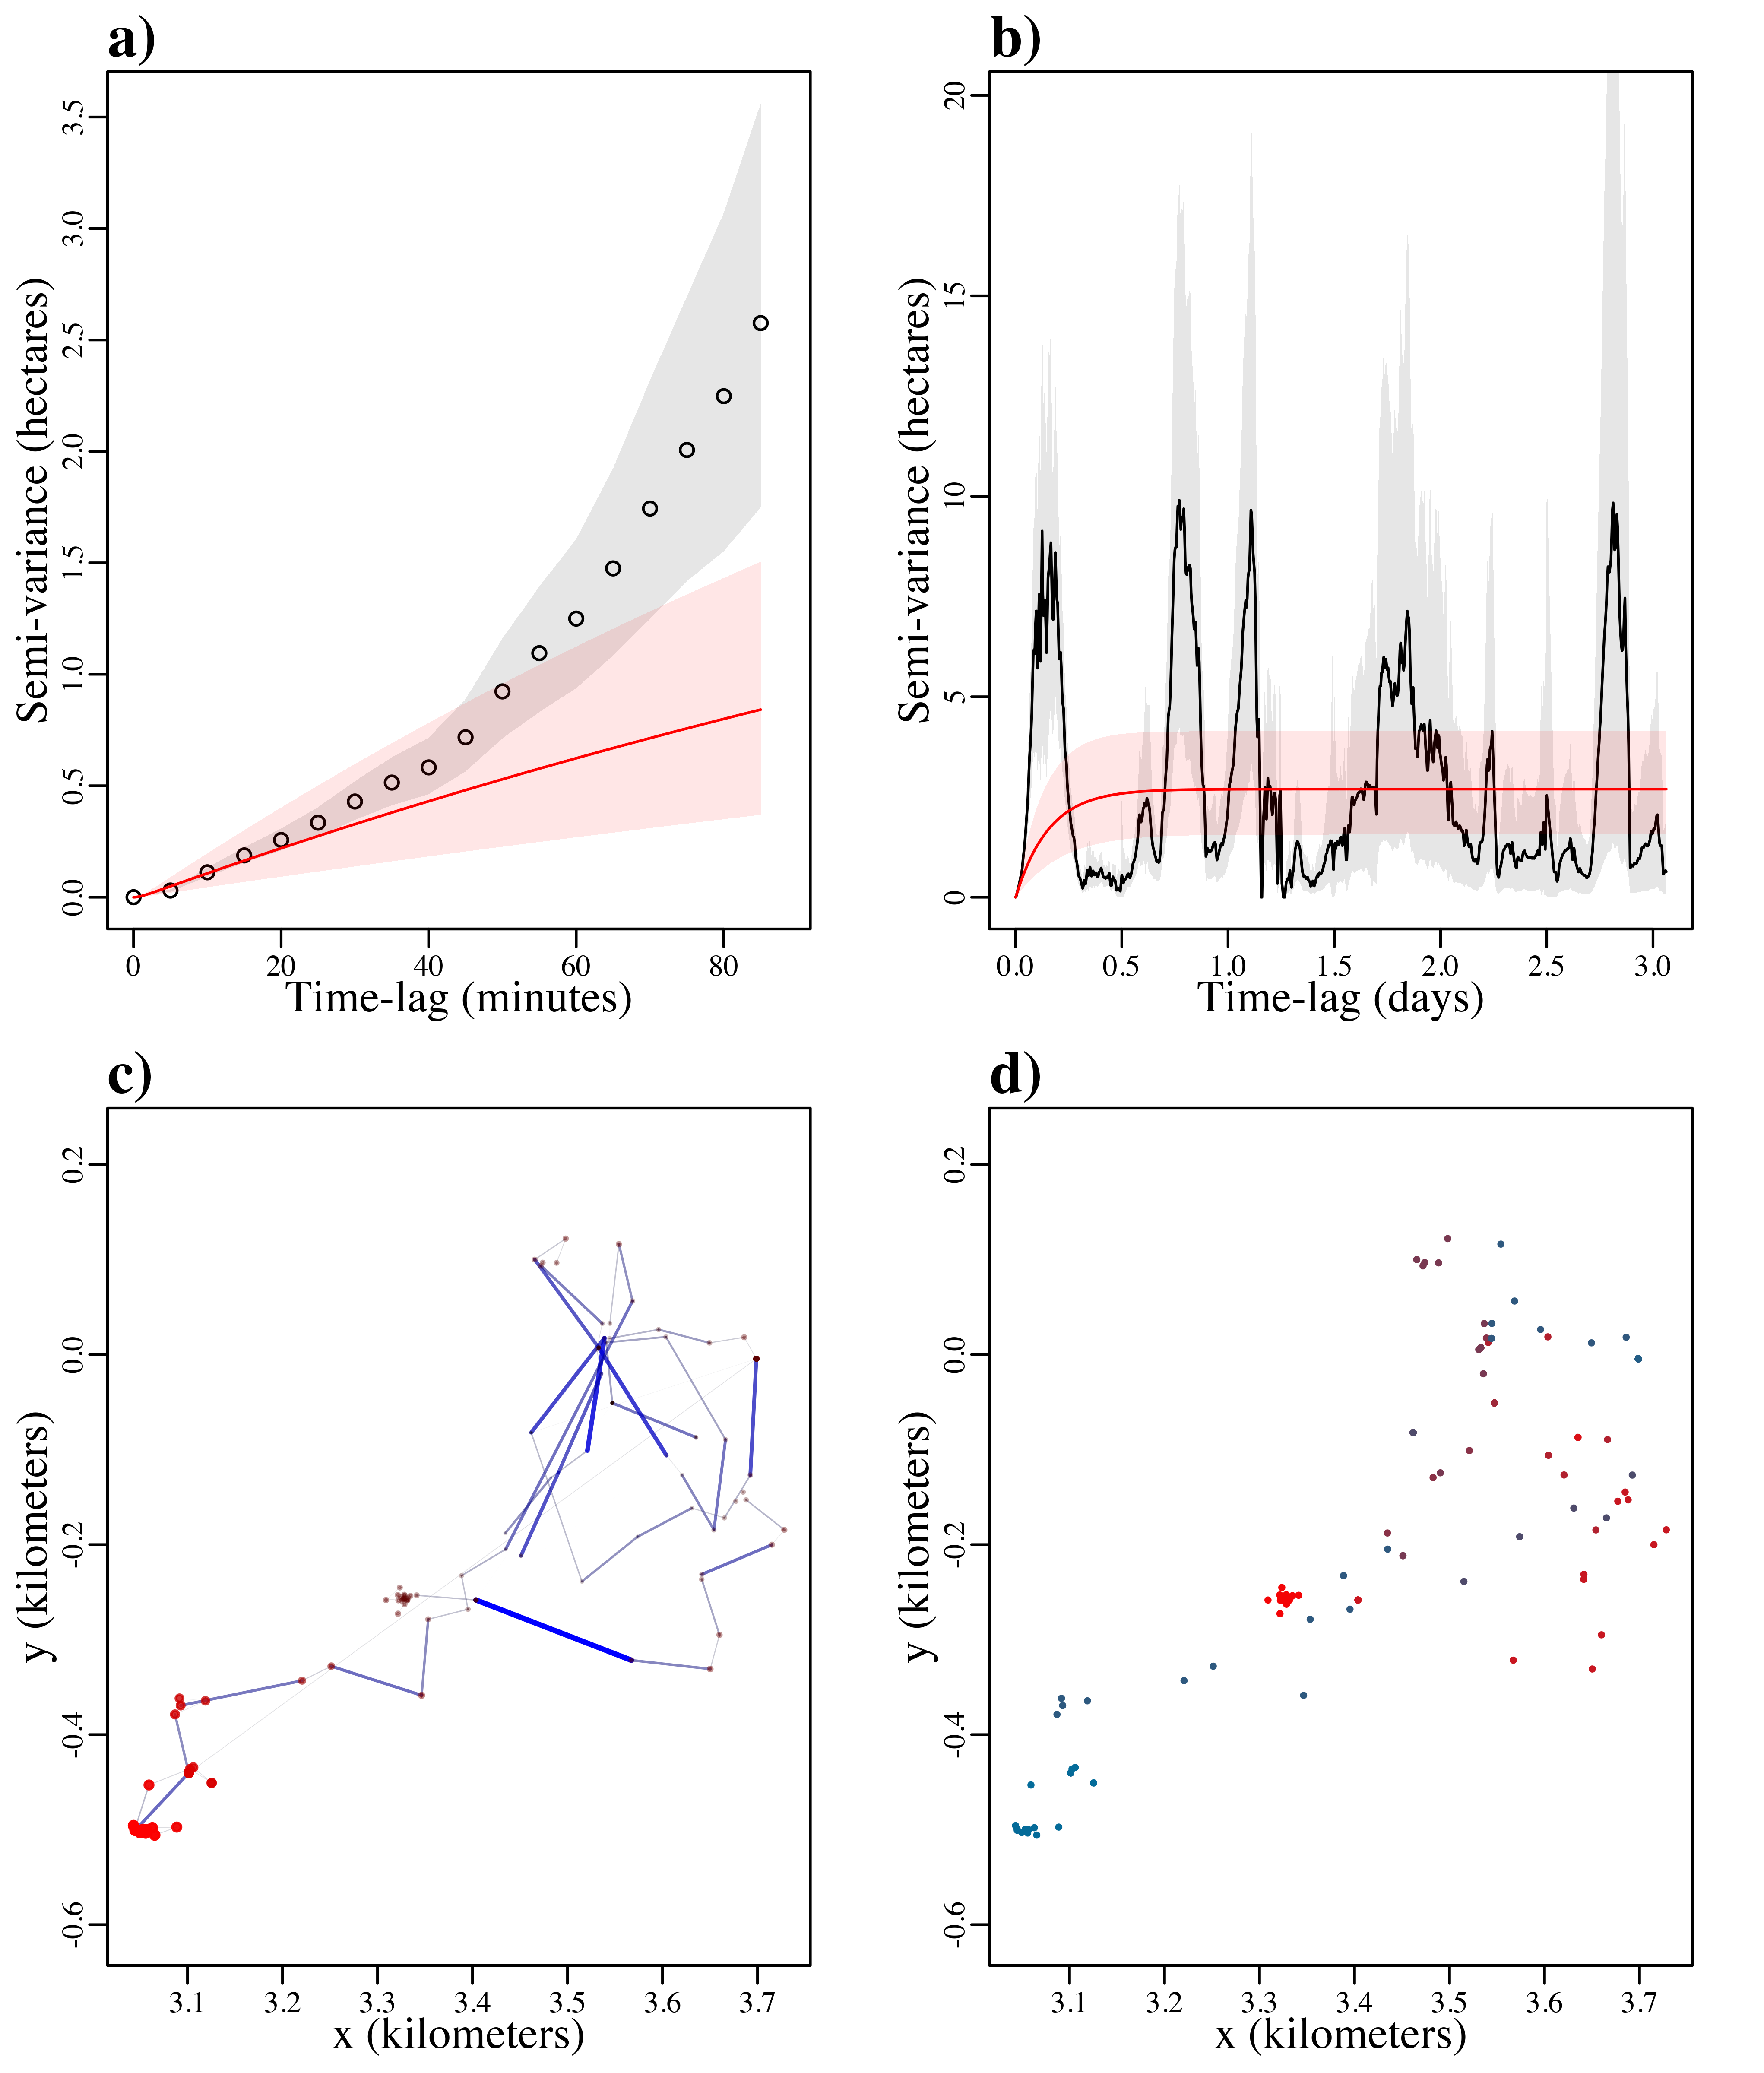 a)
Semi-variance (hectares)
3.5
3.0
2.5
2.0
1.5
1.0
0.5
0.0
0 20 40 60 80
Time-lag (minutes)
b)
Semi-variance (hectares)
20
15
10
5
0
0.0 0.5 1.0 1.5 2.0 2.5 3.0
Time-lag (days)
c)
y (kilometers)
0.2
0.0
-0.2
-0.4
-0.6
3.1 3.2 3.3 3.4 3.5 3.6 3.7
x (kilometers)
d)
y (kilometers)
0.2
0.0
-0.2
-0.4
-0.6
3.1 3.2 3.3 3.4 3.5 3.6 3.7
x (kilometers)